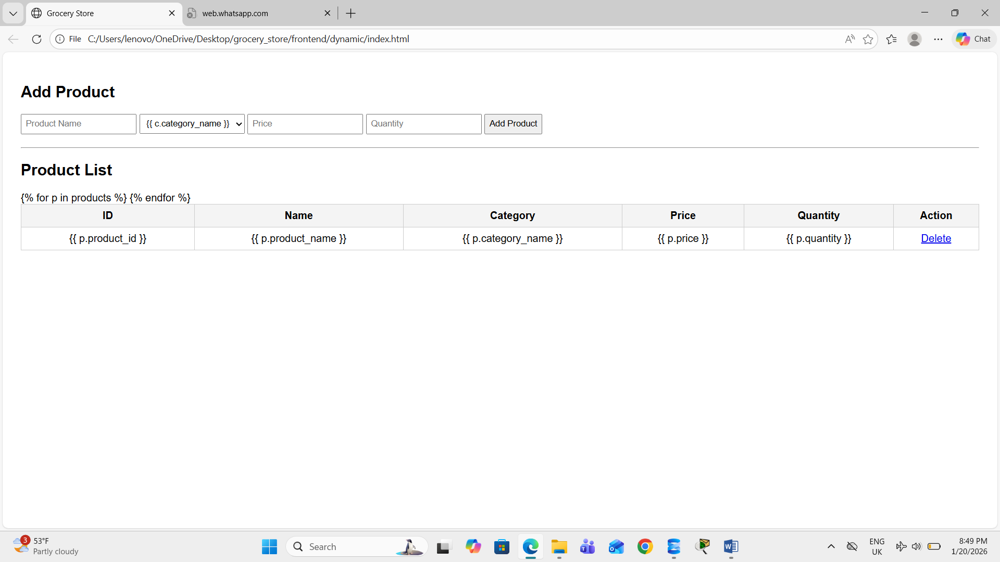 Grocery Store
web.whatsapp.com
File C:/Users/lenovo/OneDrive/Desktop/grocery_store/frontend/dynamic/index.html
Chat
Add Product
Product Name {{ c.category_name }} Price Quantity Add Product
Product List
{% for p in products %} {% endfor %}
ID Name Category Price Quantity Action
{{ p.product_id }} {{ p.product_name }} {{ p.category_name }} {{ p.price }} {{ p.quantity }} Delete
3
53°F
Partly cloudy
Search
ENG
UK
8:49 PM
1/20/2026